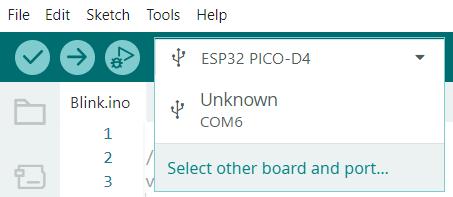 File Edit Sketch Tools Help
ESP32 PICO-D4
Blink.ino
Unknown
COM6
1
2 /
3 v
Select other board and port...